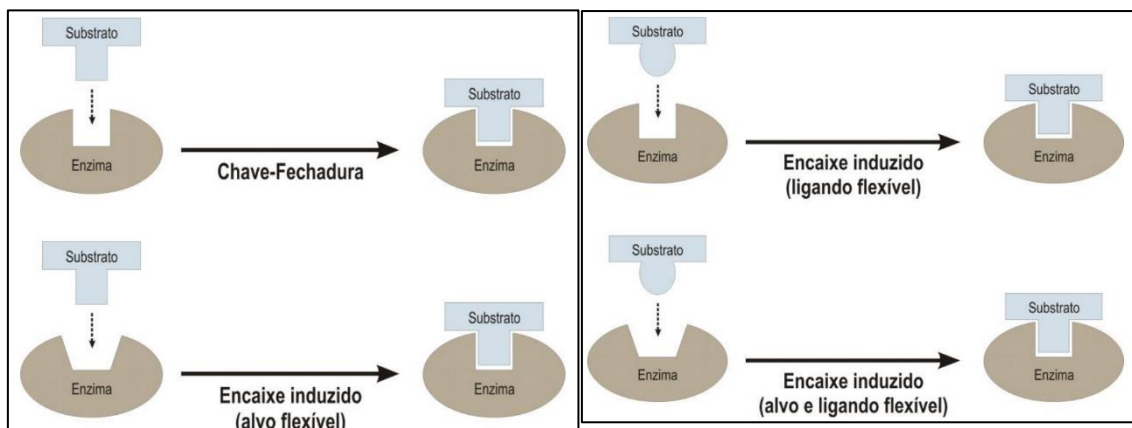 Substrato
Enzima
Chave-Fechadura
Substrato
Enzima
Substrato
Enzima
Encaixe induzido
(alvo flexível)
Substrato
Enzima
Substrato
Enzima
Encaixe induzido
(ligando flexível)
Substrato
Enzima
Substrato
Enzima
Encaixe induzido
(alvo e ligando flexível)
Substrato
Enzima